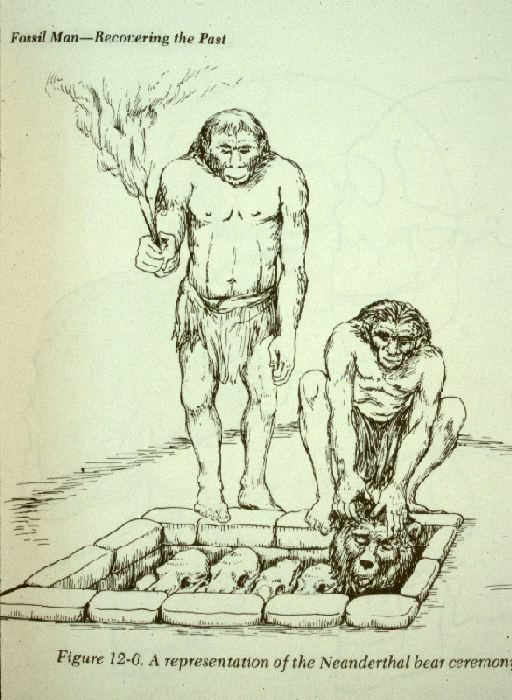 Fossil Man—Recovering the Past
Figure 12-6. A representation of the Neanderthal bear ceremony